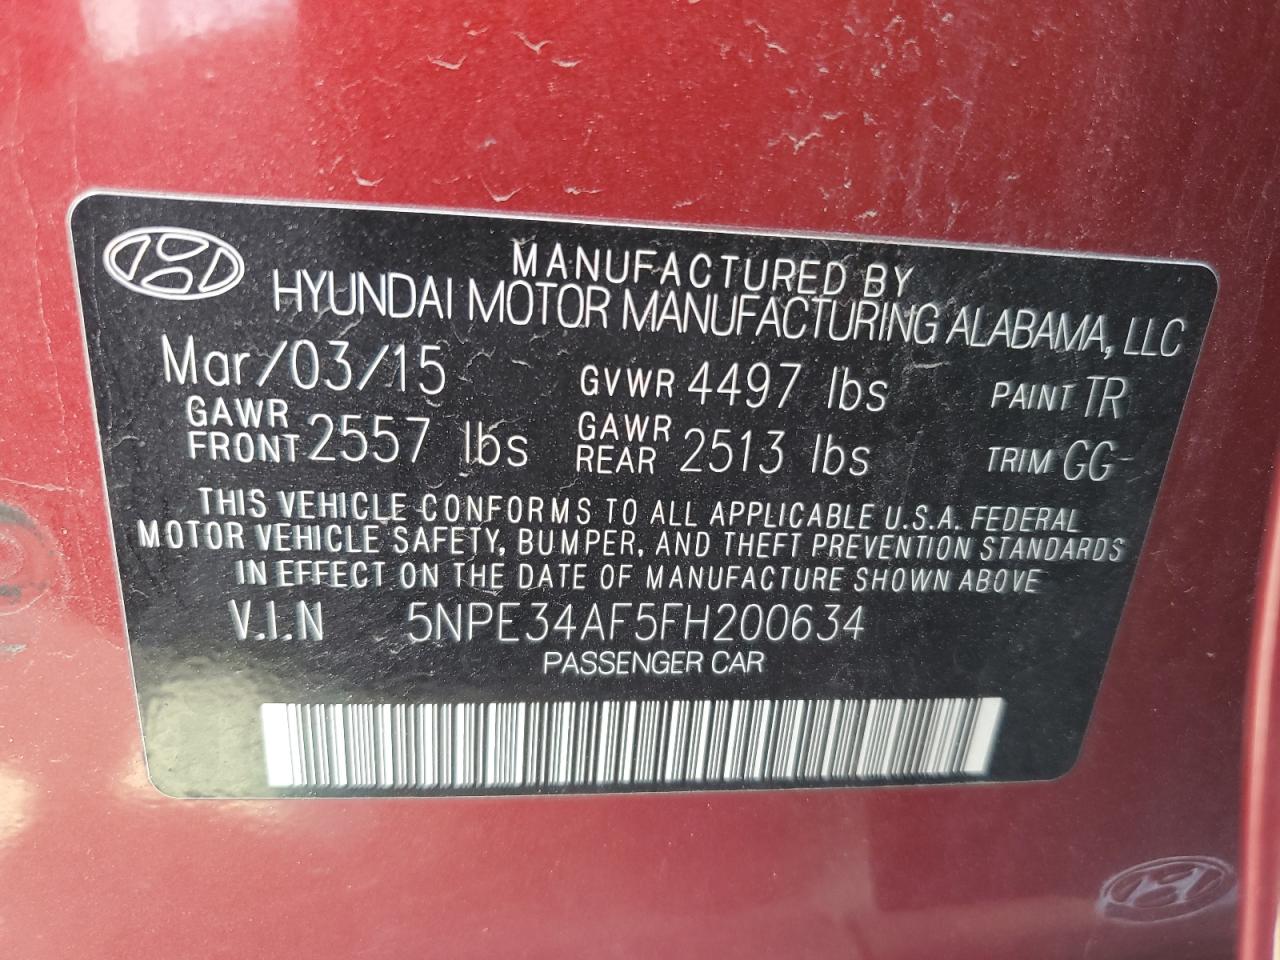 MANUFACTURED BY
HYUNDAI MOTOR MANUFACTURING ALABAMA, LLC
Mar/03/15 GVWR 4497 lbs PAINT TR
GAWR FRONT 2557 lbs GAWR REAR 2513 lbs TRIM GG
THIS VEHICLE CONFORMS TO ALL APPLICABLE U.S.A. FEDERAL
MOTOR VEHICLE SAFETY, BUMPER, AND THEFT PREVENTION STANDARDS
IN EFFECT ON THE DATE OF MANUFACTURE SHOWN ABOVE
V.I.N 5NPE34AF5FH200634
PASSENGER CAR